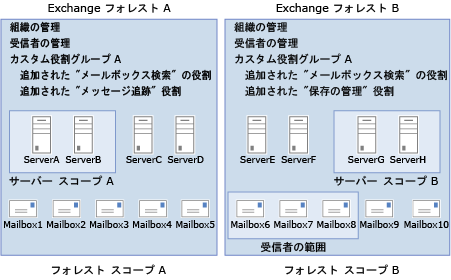 Exchange フォレスト A
組織の管理
受信者の管理
カスタム役割グループ A
追加された "メールボックス検索" の役割
追加された "メッセージ追跡" 役割
ServerA ServerB ServerC ServerD
サーバー スコープ A
Mailbox1 Mailbox2 Mailbox3 Mailbox4 Mailbox5
フォレスト スコープ A
Exchange フォレスト B
組織の管理
受信者の管理
カスタム役割グループ A
追加された "メールボックス検索" の役割
追加された "保存の管理" 役割
ServerE ServerF ServerG ServerH
サーバー スコープ B
Mailbox6 Mailbox7 Mailbox8 Mailbox9 Mailbox10
受信者の範囲
フォレスト スコープ B